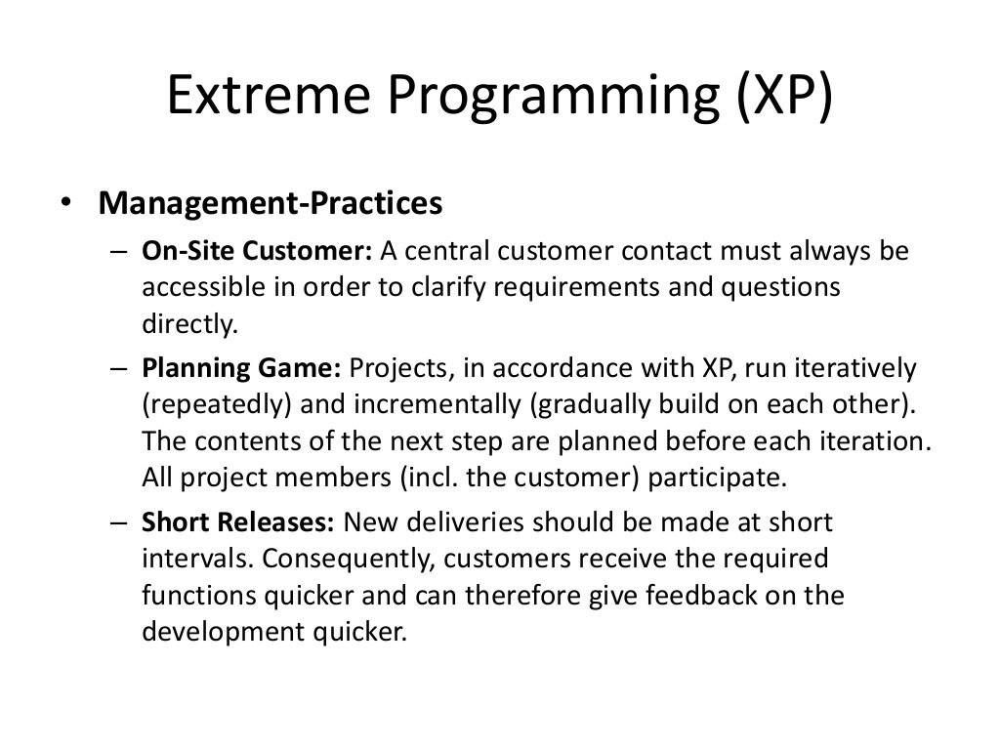 Extreme Programming (XP)
• Management-Practices
– On-Site Customer: A central customer contact must always be
accessible in order to clarify requirements and questions
directly.
– Planning Game: Projects, in accordance with XP, run iteratively
(repeatedly) and incrementally (gradually build on each other).
The contents of the next step are planned before each iteration.
All project members (incl. the customer) participate.
– Short Releases: New deliveries should be made at short
intervals. Consequently, customers receive the required
functions quicker and can therefore give feedback on the
development quicker.